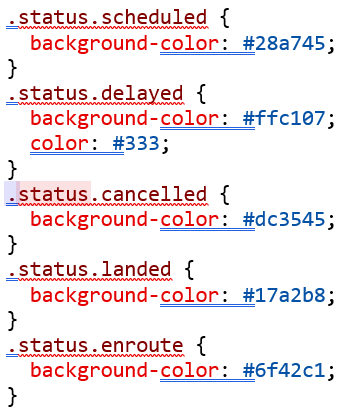 .status.scheduled {
  background-color: #28a745;
}
.status.delayed {
  background-color: #ffc107;
  color: #333;
}
.status.cancelled {
  background-color: #dc3545;
}
.status.landed {
  background-color: #17a2b8;
}
.status.enroute {
  background-color: #6f42c1;
}